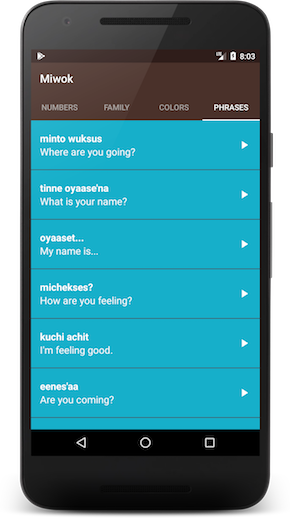 8:03
Miwok
NUMBERS FAMILY COLORS PHRASES
minto wuksus
Where are you going?
tinne oyaase'na
What is your name?
oyaaset...
My name is...
michekses?
How are you feeling?
kuchi achit
I'm feeling good.
eenes'aa
Are you coming?